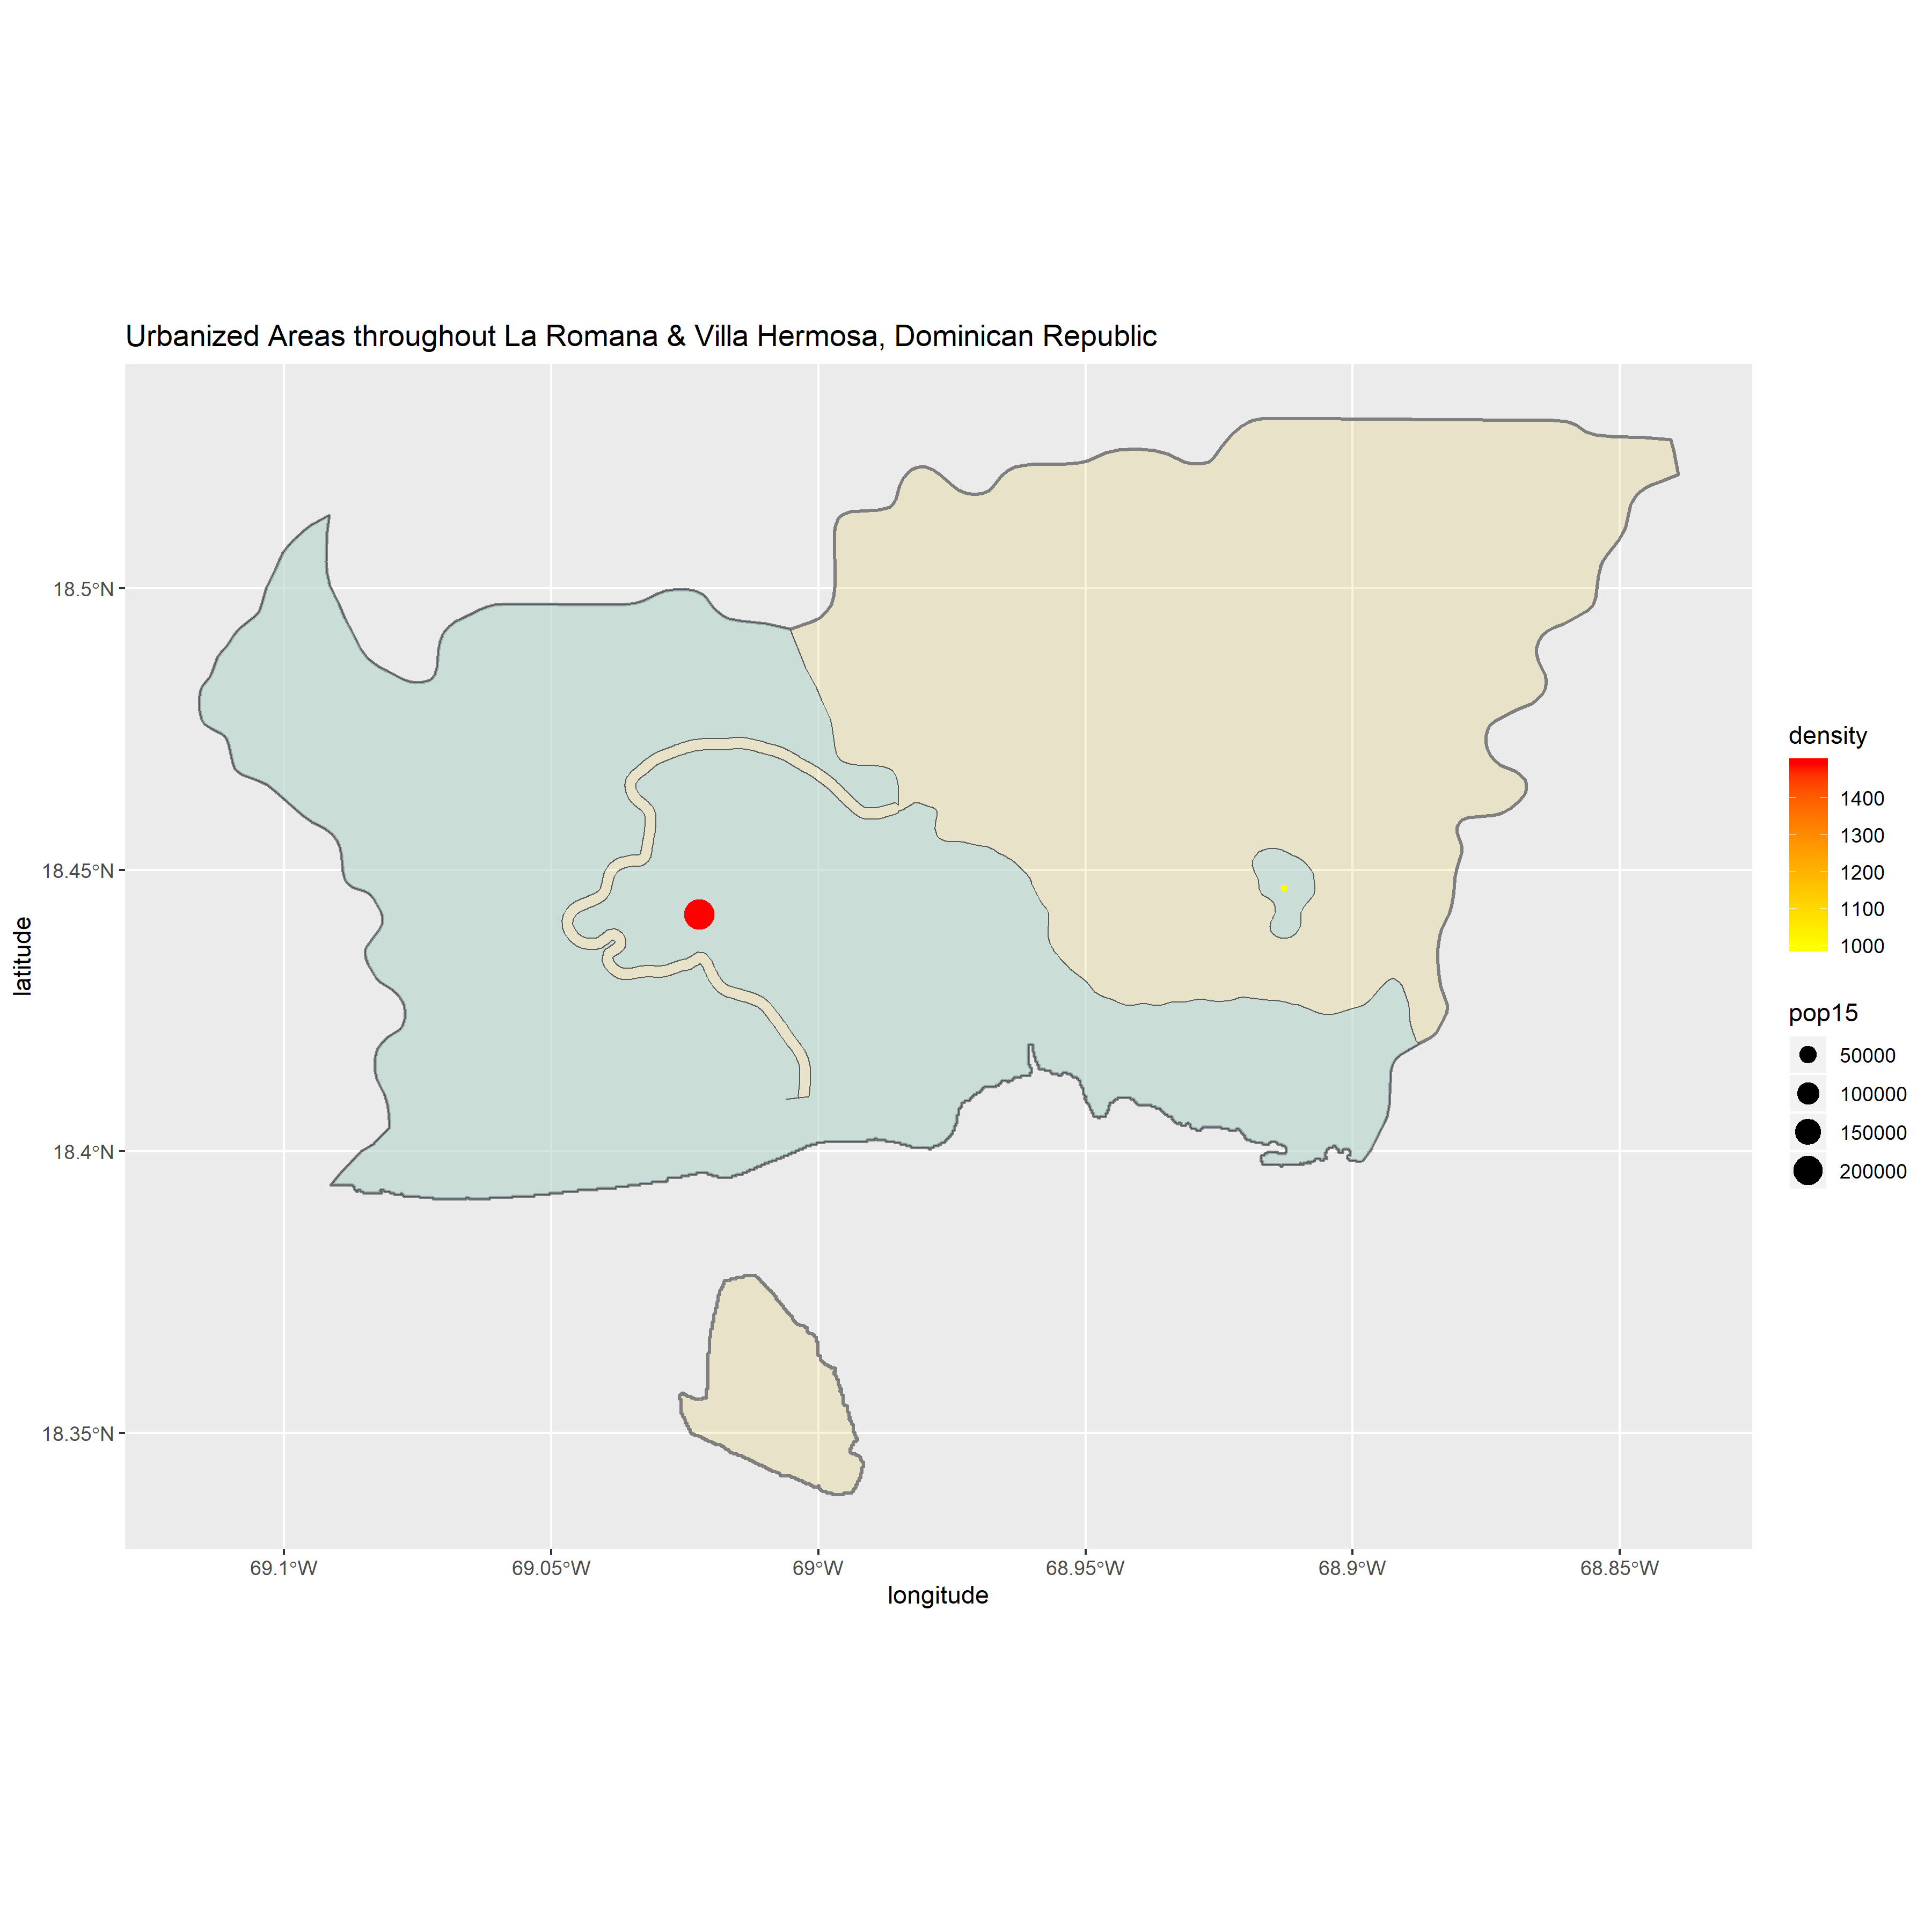 Urbanized Areas throughout La Romana & Villa Hermosa, Dominican Republic
18.5°N
18.45°N
18.4°N
18.35°N
latitude
69.1°W
69.05°W
69°W
68.95°W
68.9°W
68.85°W
longitude
density
1400
1300
1200
1100
1000
pop15
50000
100000
150000
200000